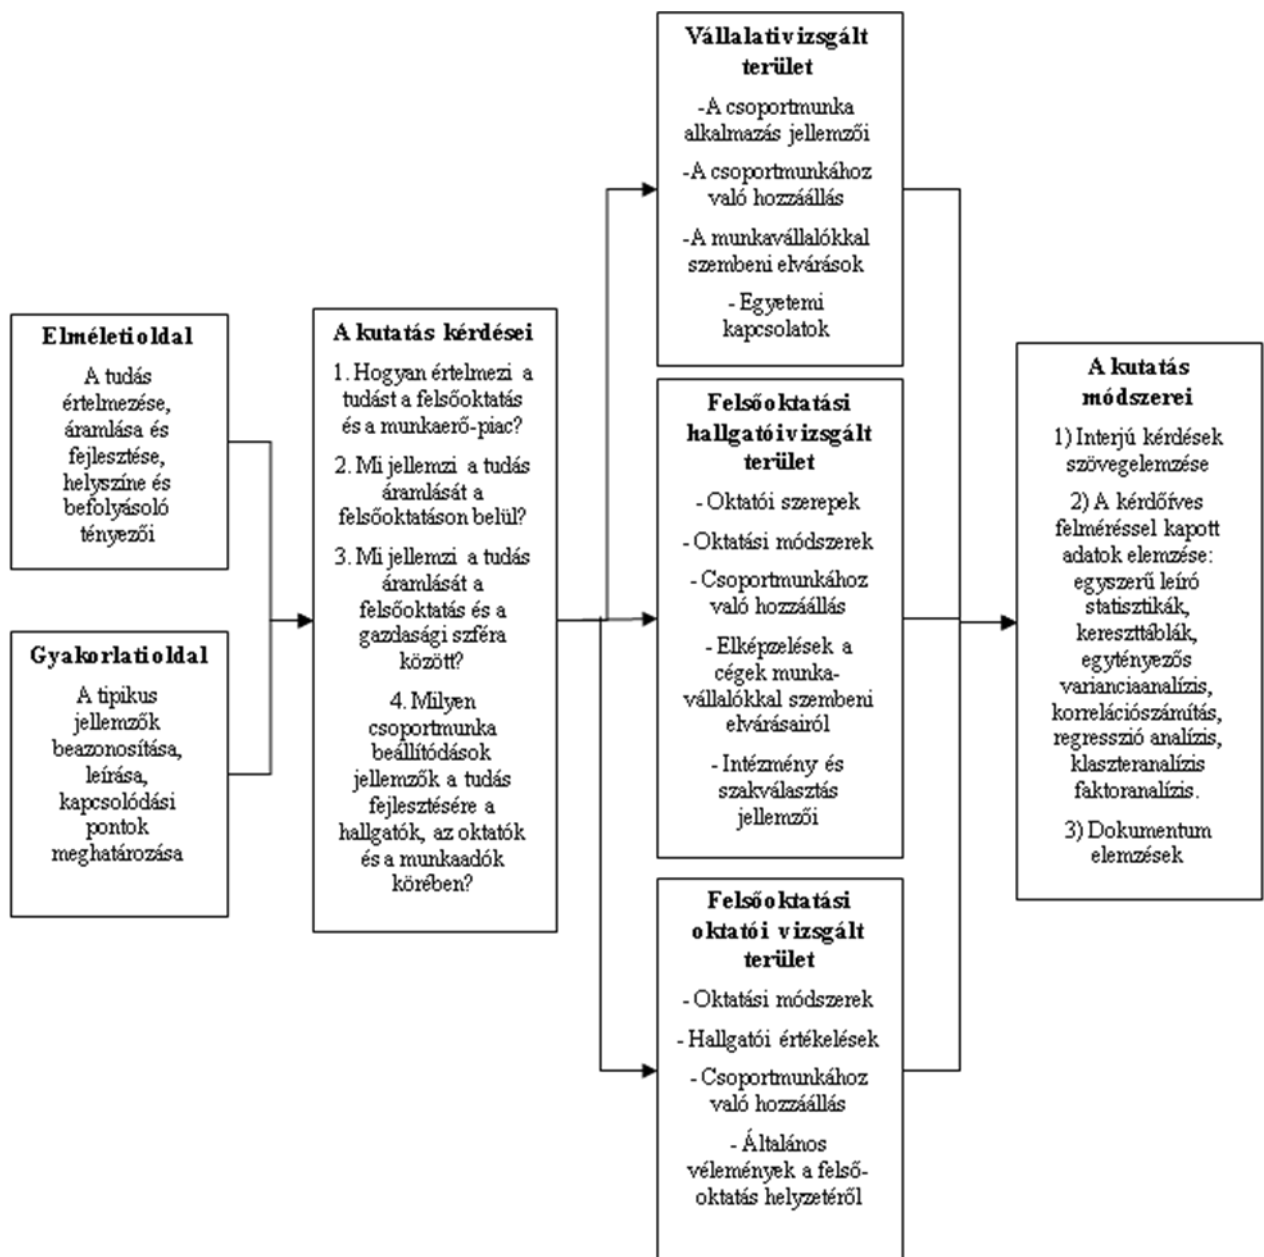 Elméleti oldal
A tudás
értelmezése,
áramlása és
fejlesztése,
helyszíne és
befolyásoló
tényezői
Gyakorlati oldal
A tipikus
jellemzők
beazonosítása,
leírása,
kapcsolódási
pontok
meghatározása
A kutatás kérdései
1. Hogyan értelmezi a
tudást a felsőoktatás
és a munkaerő-piac?
2. Mi jellemzi a tudás
áramlását a
felsőoktatáson belül?
3. Mi jellemzi a tudás
áramlását a
felsőoktatás és a
gazdasági szféra
között?
4. Milyen
csoportmunka
beállítódások
jellemzők a tudás
fejlesztésére a
hallgatók, az oktatók
és a munkaadók
körében?
Vállalati vizsgált
terület
-A csoportmunka
alkalmazás jellemzői
-A csoportmunkához
való hozzáállás
-A munkavállalókkal
szembeni elvárások
- Egyetemi
kapcsolatok
Felsőoktatási
hallgatói vizsgált
terület
- Oktatói szerepek
- Oktatási módszerek
- Csoportmunkához
való hozzáállás
- Elképzelések a
cégek munka-
vállalókkal szembeni
elvárásairól
- Intézmény és
szakválasztás
jellemzői
Felsőoktatási
oktatói vizsgált
terület
- Oktatási módszerek
- Hallgatói értékelések
- Csoportmunkához
való hozzáállás
- Általános
vélemények a felső-
oktatás helyzetéről
A kutatás
módszerei
1) Interjú kérdések
szövegelemzése
2) A kérdőíves
felméréssel kapott
adatok elemzése:
egyszerű leíró
statisztikák,
kereszttáblák,
egytényezős
varianciaanalízis,
korrelációszámítás,
regresszió analízis,
klaszteranalízis
faktoranalízis.
3) Dokumentum
elemzések